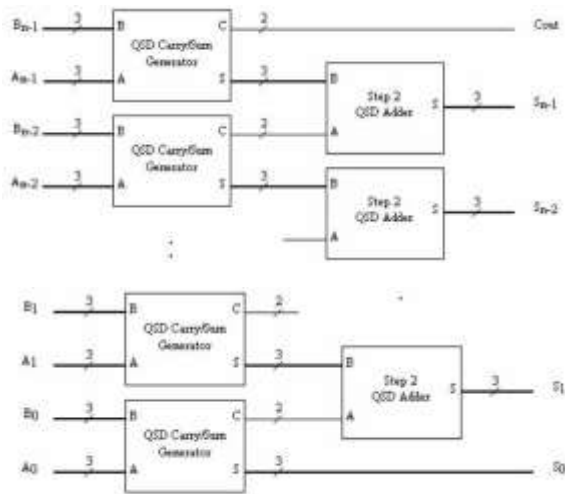 Bn-1 3 B C 2 Cout
QSD Carry/Sum
Generator
An-1 3 A S 3 B
Step 2
QSD Adder
S 3 Sn-1
Bn-2 3 B C 2 A
QSD Carry/Sum
Generator
An-2 3 A S 3 B
Step 2
QSD Adder
S 3 Sn-2
A
B1 3 B C 2
QSD Carry/Sum
Generator
A1 3 A S 3 B
Step 2
QSD Adder
S 3 S1
B0 3 B C 2 A
QSD Carry/Sum
Generator
A0 3 A S 3 S0